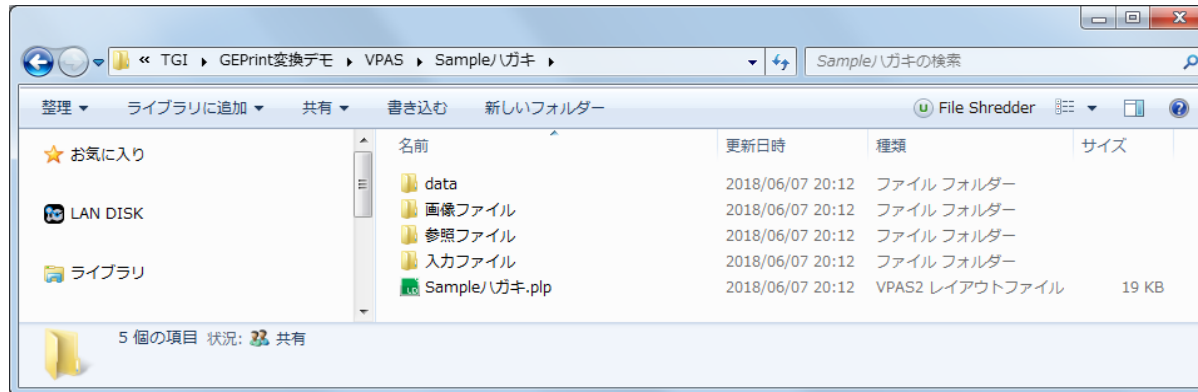 « TGI ▸ GEPrint変換デモ ▸ VPAS ▸ Sampleハガキ ▸ Sampleハガキの検索
整理 ライブラリに追加 共有 書き込む 新しいフォルダー File Shredder
お気に入り
LAN DISK
ライブラリ
名前 更新日時 種類 サイズ
data 2018/06/07 20:12 ファイル フォルダー
画像ファイル 2018/06/07 20:12 ファイル フォルダー
参照ファイル 2018/06/07 20:12 ファイル フォルダー
入力ファイル 2018/06/07 20:12 ファイル フォルダー
Sampleハガキ.plp 2018/06/07 20:12 VPAS2 レイアウトファイル 19 KB
5 個の項目 状況: 共有